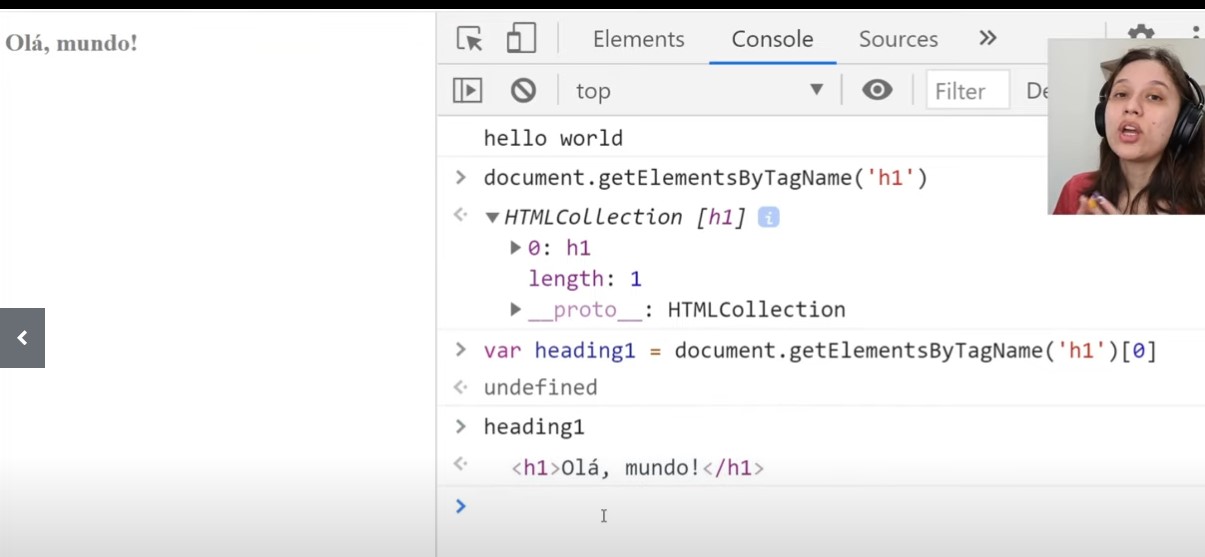 Olá, mundo!
Elements Console Sources »
top Filter De
hello world
> document.getElementsByTagName('h1')
HTMLCollection [h1] i
0: h1
length: 1
__proto__: HTMLCollection
> var heading1 = document.getElementsByTagName('h1')[0]
undefined
> heading1
<h1>Olá, mundo!</h1>
>